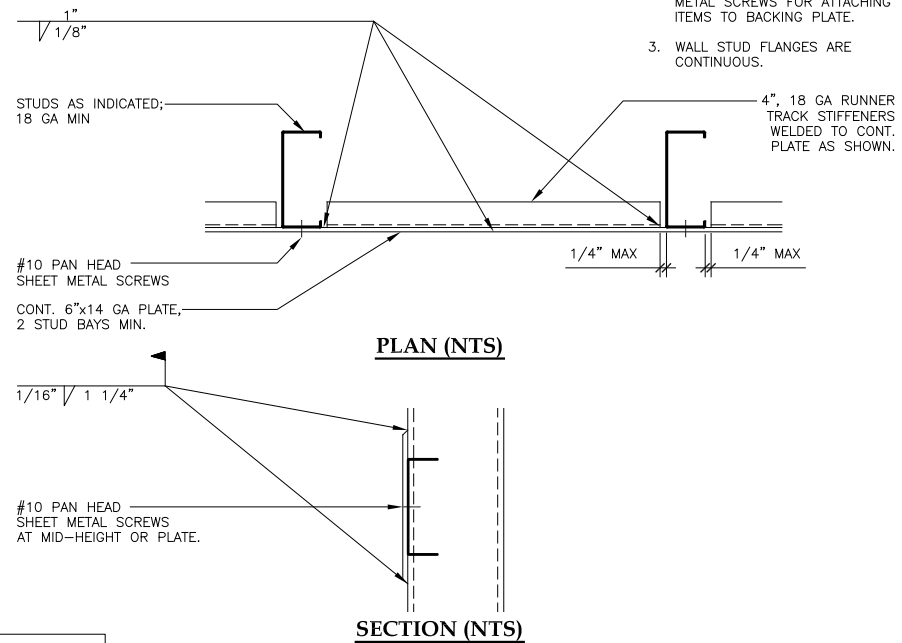 1”
1/8”
METAL SCREWS FOR ATTACHING
ITEMS TO BACKING PLATE.
3. WALL STUD FLANGES ARE
CONTINUOUS.
STUDS AS INDICATED;
18 GA MIN
4”, 18 GA RUNNER
TRACK STIFFENERS
WELDED TO CONT.
PLATE AS SHOWN.
#10 PAN HEAD
SHEET METAL SCREWS
1/4” MAX
1/4” MAX
CONT. 6”x14 GA PLATE,
2 STUD BAYS MIN.
PLAN (NTS)
1/16” 1 1/4”
#10 PAN HEAD
SHEET METAL SCREWS
AT MID-HEIGHT OR PLATE.
SECTION (NTS)